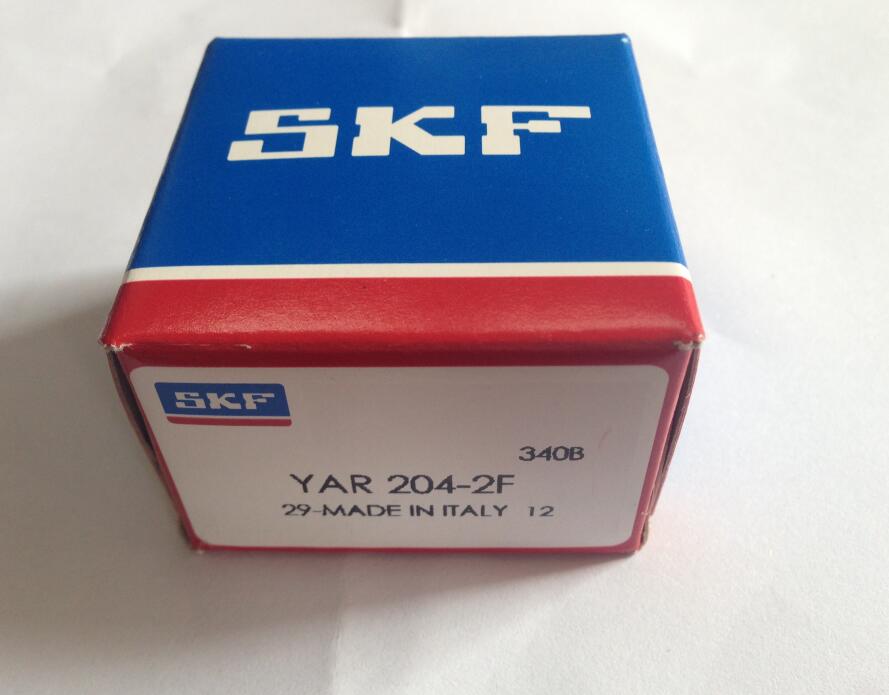 SKF
SKF
340B
YAR 204-2F
29-MADE IN ITALY 12